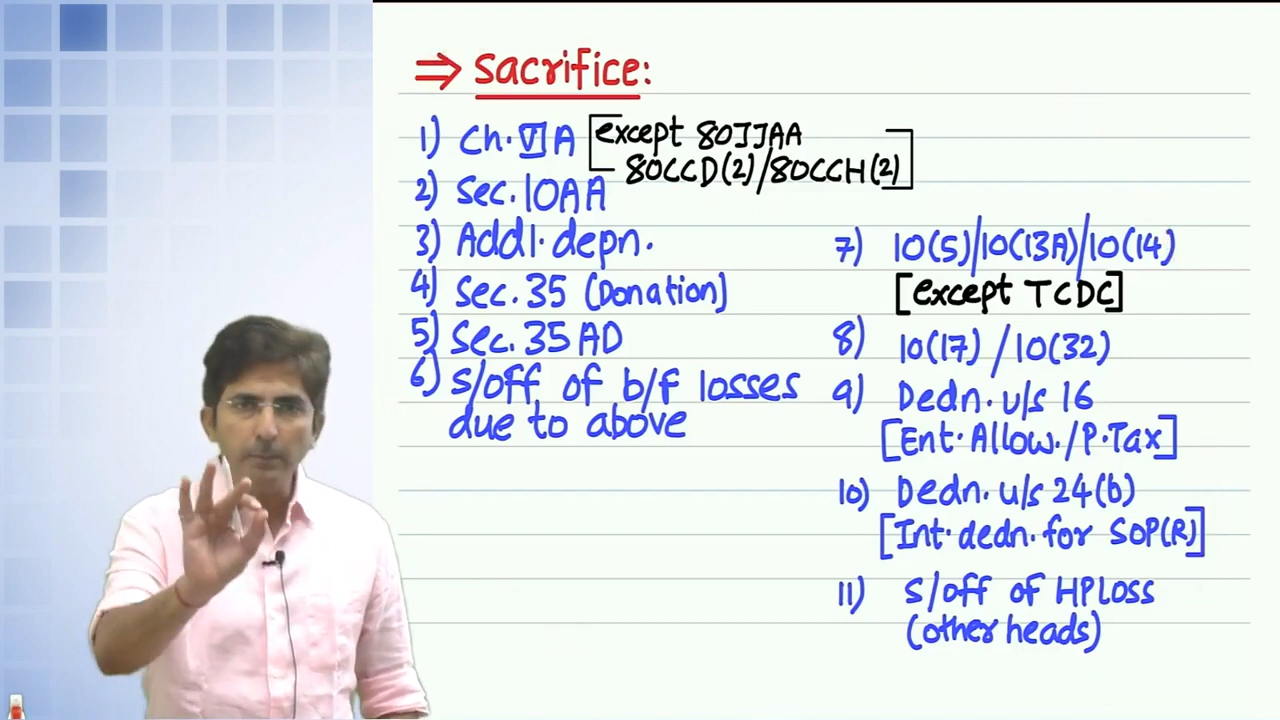 ⇒ Sacrifice:
1) Ch. VIA [except 80JJAA
80CCD(2)/80CCH(2)]
2) Sec. 10AA
3) Addl. depn.
4) Sec. 35 (Donation]
5) Sec. 35 AD
6) S/off of b/f losses
due to above
7) 10(5)/10(13A)/10(14)
[except TCDC]
8) 10(17) / 10(32)
9) Dedn. u/s 16
[Ent. Allow./P.Tax]
10) Dedn. u/s 24(b)
[Int. dedn. for SOP(R)]
11) S/off of HPLOSS
(other heads)